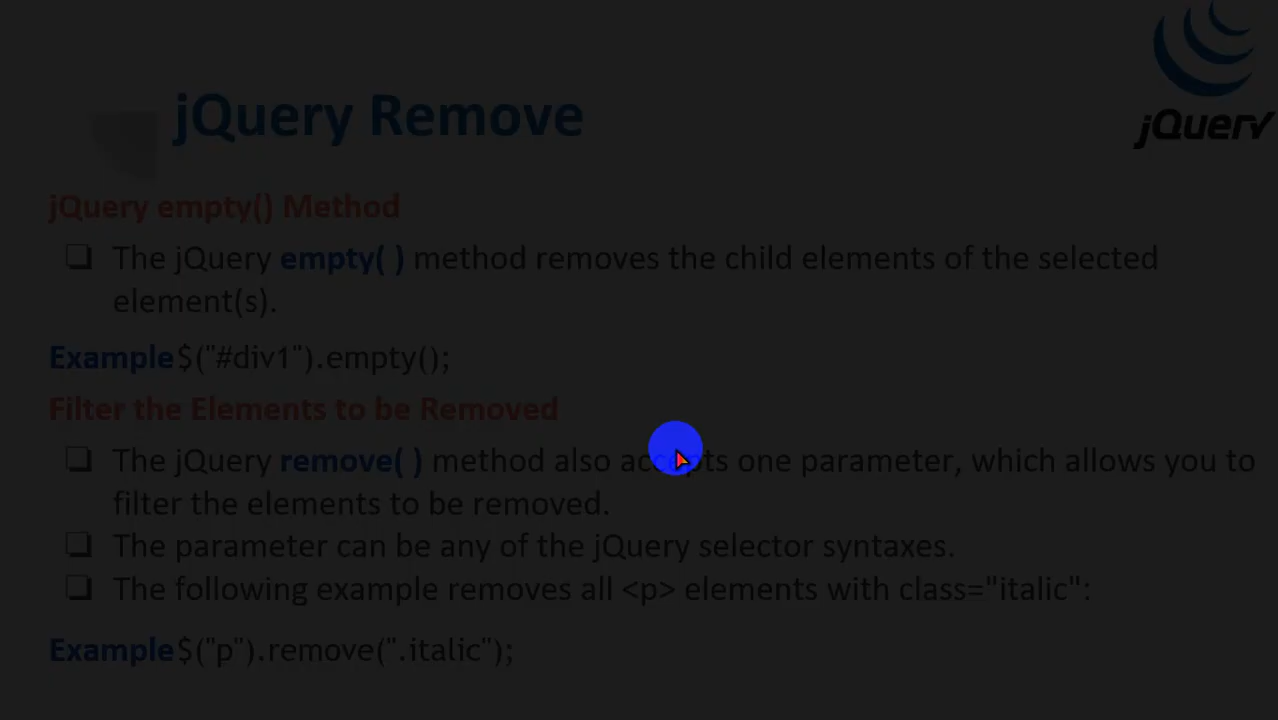 jQuery
jQuery Remove
jQuery empty() Method
❑ The jQuery empty( ) method removes the child elements of the selected
element(s).
Example$("#div1").empty();
Filter the Elements to be Removed
❑ The jQuery remove( ) method also accepts one parameter, which allows you to
filter the elements to be removed.
❑ The parameter can be any of the jQuery selector syntaxes.
❑ The following example removes all <p> elements with class="italic":
Example$("p").remove(".italic");